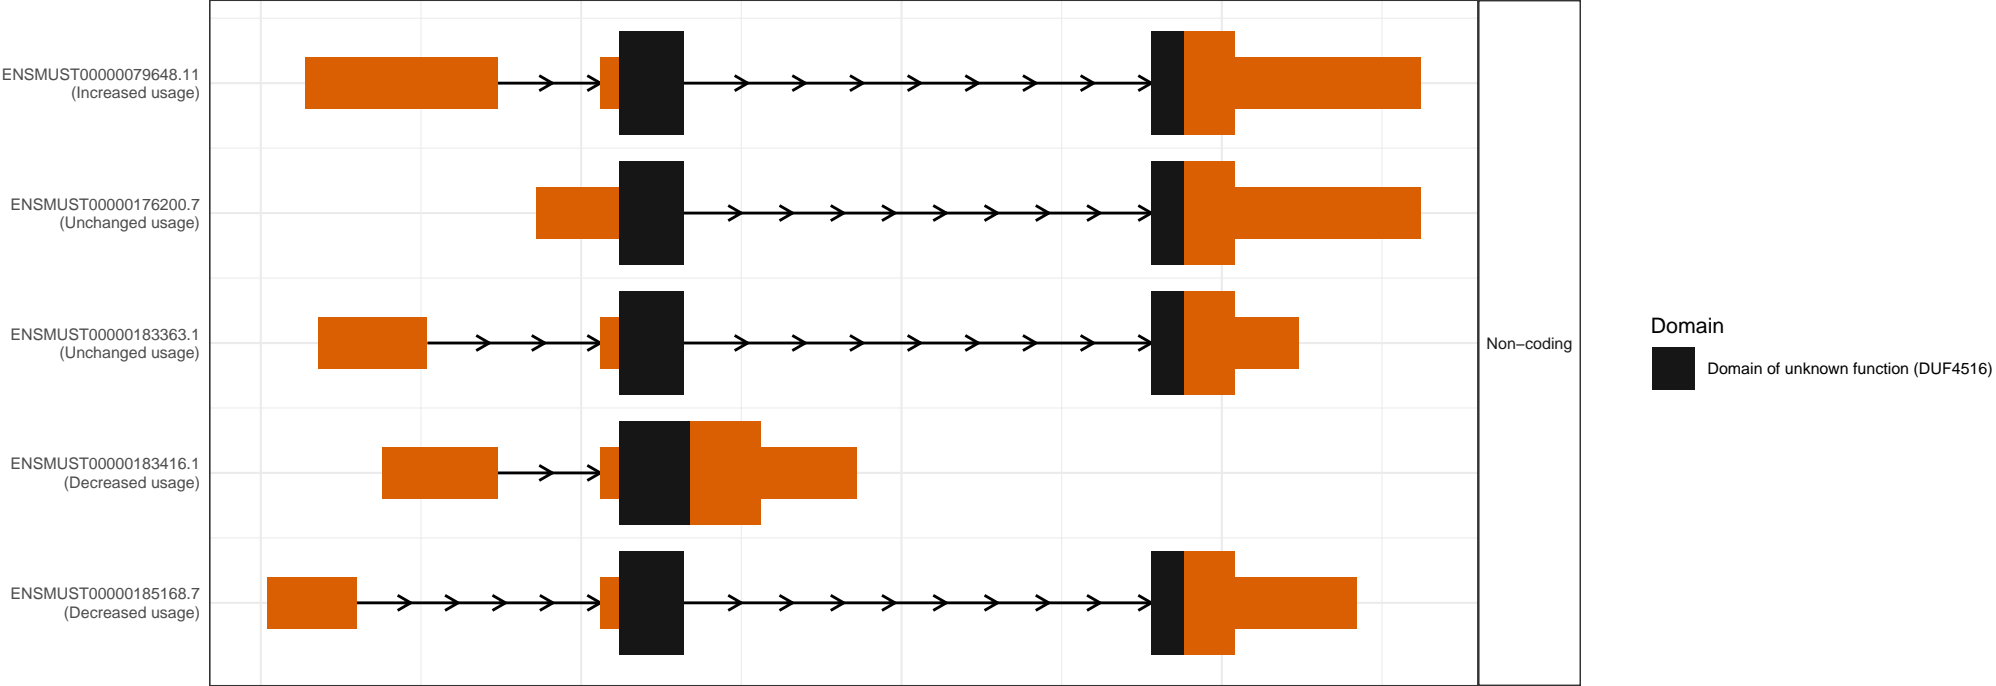 ENSMUST00000079648.11
(Increased usage)
ENSMUST00000176200.7
(Unchanged usage)
ENSMUST00000183363.1
(Unchanged usage)
ENSMUST00000183416.1
(Decreased usage)
ENSMUST00000185168.7
(Decreased usage)
Non−coding
Domain
Domain of unknown function (DUF4516)